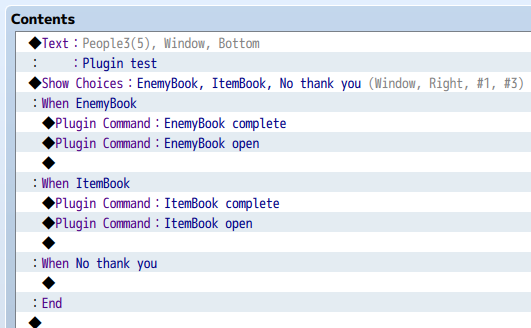 Contents
◆Text：People3(5), Window, Bottom
：    ：Plugin test
◆Show Choices：EnemyBook, ItemBook, No thank you (Window, Right, #1, #3)
：When EnemyBook
◆Plugin Command：EnemyBook complete
◆Plugin Command：EnemyBook open
◆
：When ItemBook
◆Plugin Command：ItemBook complete
◆Plugin Command：ItemBook open
◆
：When No thank you
◆
：End
◆